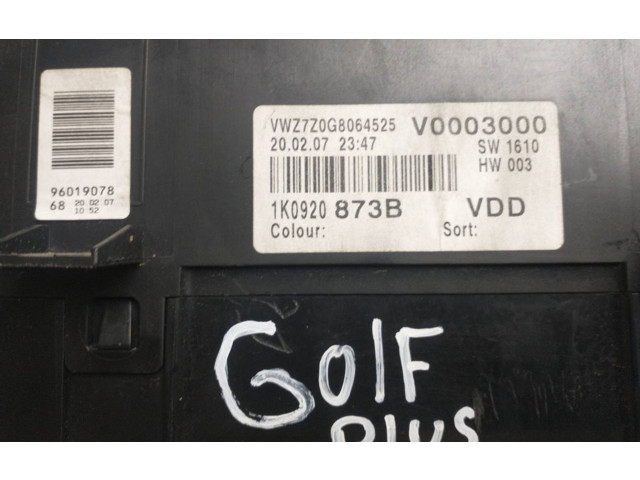 96019078
68 20.02.07
10:52
VWZ7Z0G8064525 V0003000
20.02.07 23:47 SW 1610
HW 003
1K0920 873B VDD
Colour: Sort:
GOlF
PlUS